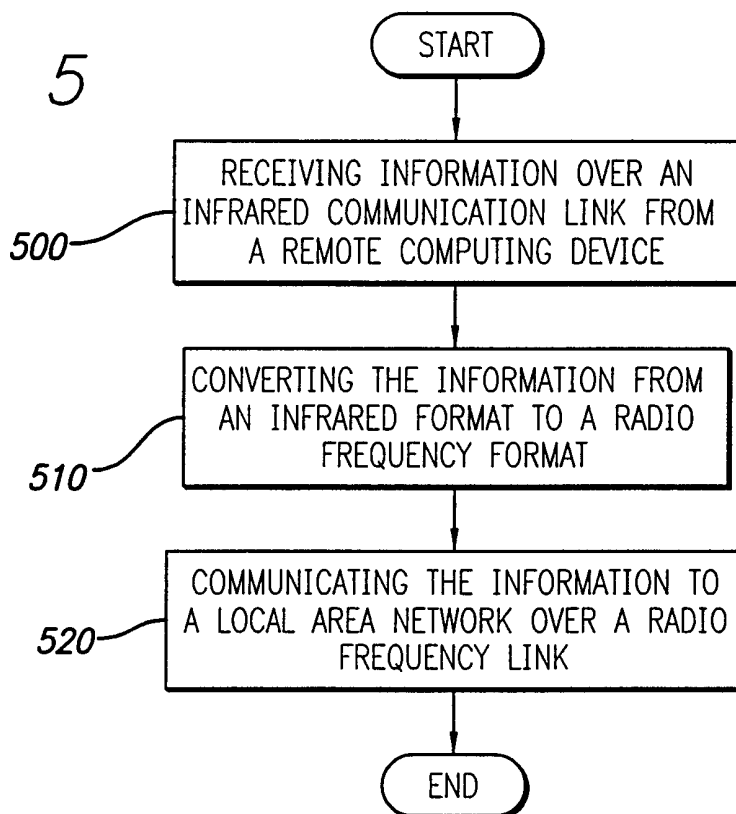 5
START
RECEIVING INFORMATION OVER AN
INFRARED COMMUNICATION LINK FROM
A REMOTE COMPUTING DEVICE
500
CONVERTING THE INFORMATION FROM
AN INFRARED FORMAT TO A RADIO
FREQUENCY FORMAT
510
COMMUNICATING THE INFORMATION TO
A LOCAL AREA NETWORK OVER A RADIO
FREQUENCY LINK
520
END